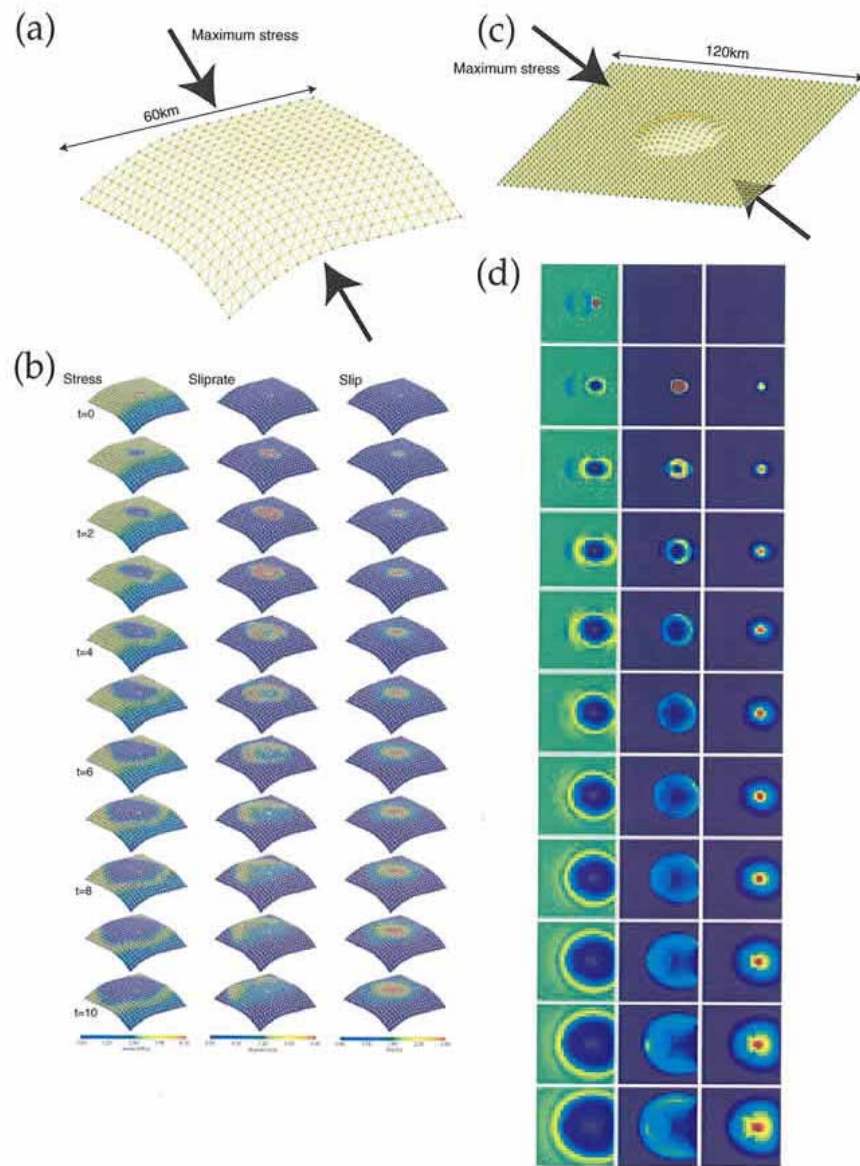 (a)
Maximum stress
60km
(c)
120km
Maximum stress
(b)
Stress Sliprate Slip
t=0
t=2
t=4
t=6
t=8
t=10
(d)